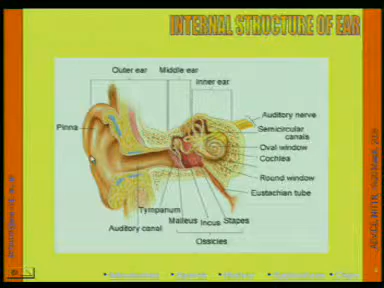 INTERNAL STRUCTURE OF EAR
Outer ear
Middle ear
Inner ear
Pinna
Auditory nerve
Semicircular
canals
Oval window
Cochlea
Round window
Eustachian tube
Tympanum
Malleus
Incus
Stapes
Auditory canal
Ossicles